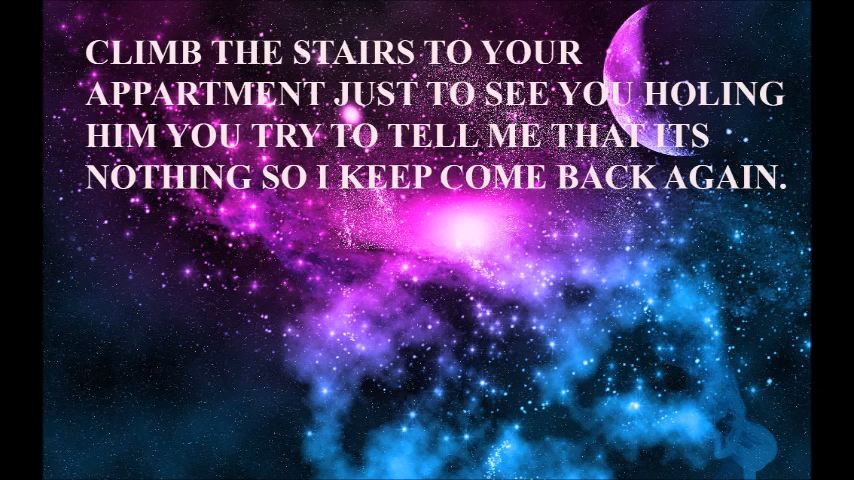 CLIMB THE STAIRS TO YOUR
APPARTMENT JUST TO SEE YOU HOLING
HIM YOU TRY TO TELL ME THAT ITS
NOTHING SO I KEEP COME BACK AGAIN.